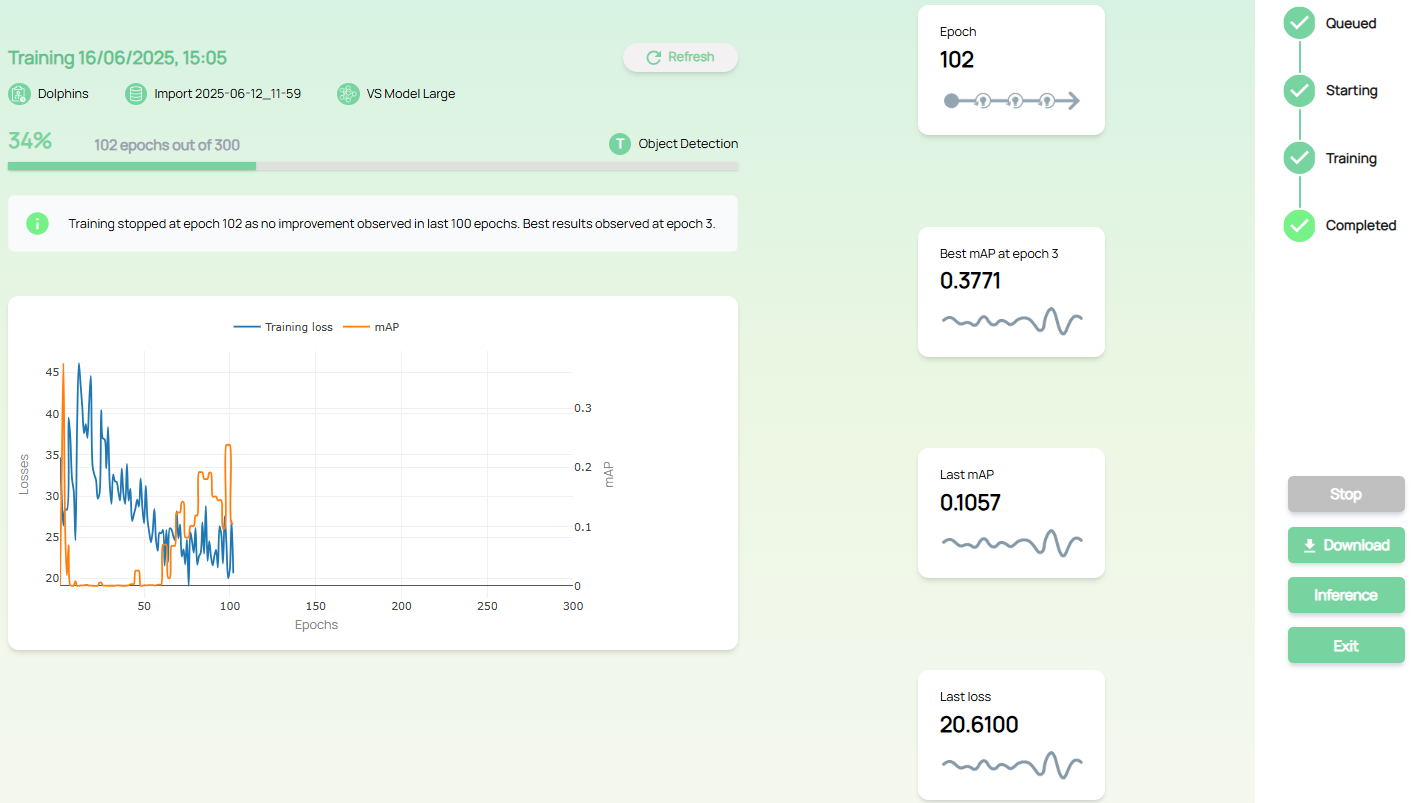 Training 16/06/2025, 15:05
Refresh
Dolphins
Import 2025-06-12_11-59
VS Model Large
34%
102 epochs out of 300
T Object Detection
Training stopped at epoch 102 as no improvement observed in last 100 epochs. Best results observed at epoch 3.
Training loss
mAP
45
40
35
30
25
20
Losses
0.3
0.2
0.1
0
mAP
50
100
150
200
250
300
Epochs
Epoch
102
Best mAP at epoch 3
0.3771
Last mAP
0.1057
Last loss
20.6100
Queued
Starting
Training
Completed
Stop
Download
Inference
Exit